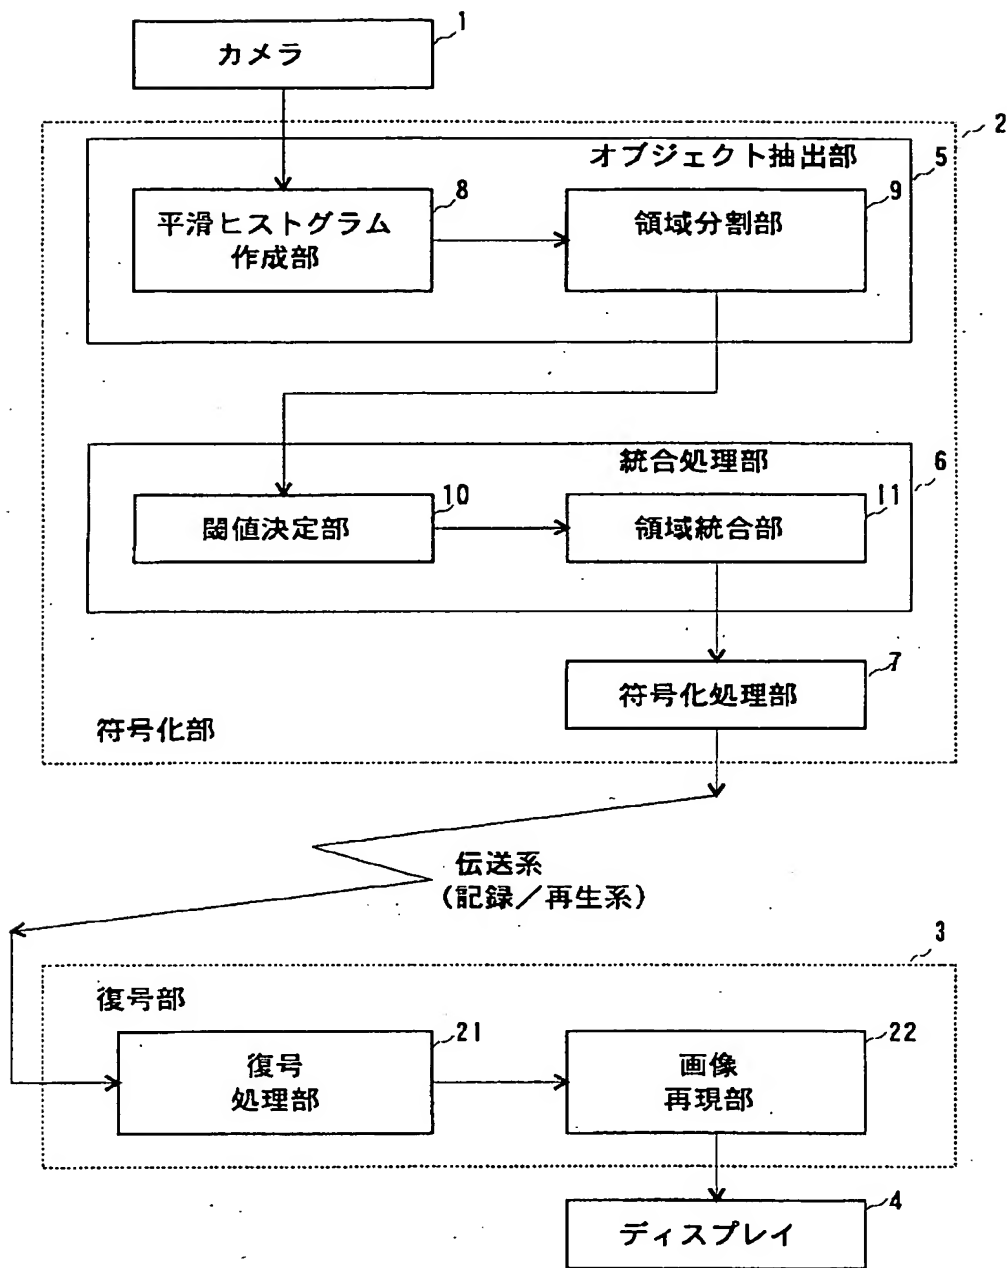 カメラ
1
2
オブジェクト抽出部
5
平滑ヒストグラム
作成部
8
領域分割部
9
統合処理部
6
閾値決定部
10
領域統合部
11
符号化処理部
7
符号化部
伝送系
(記録／再生系)
3
復号部
復号
処理部
21
画像
再現部
22
ディスプレイ
4